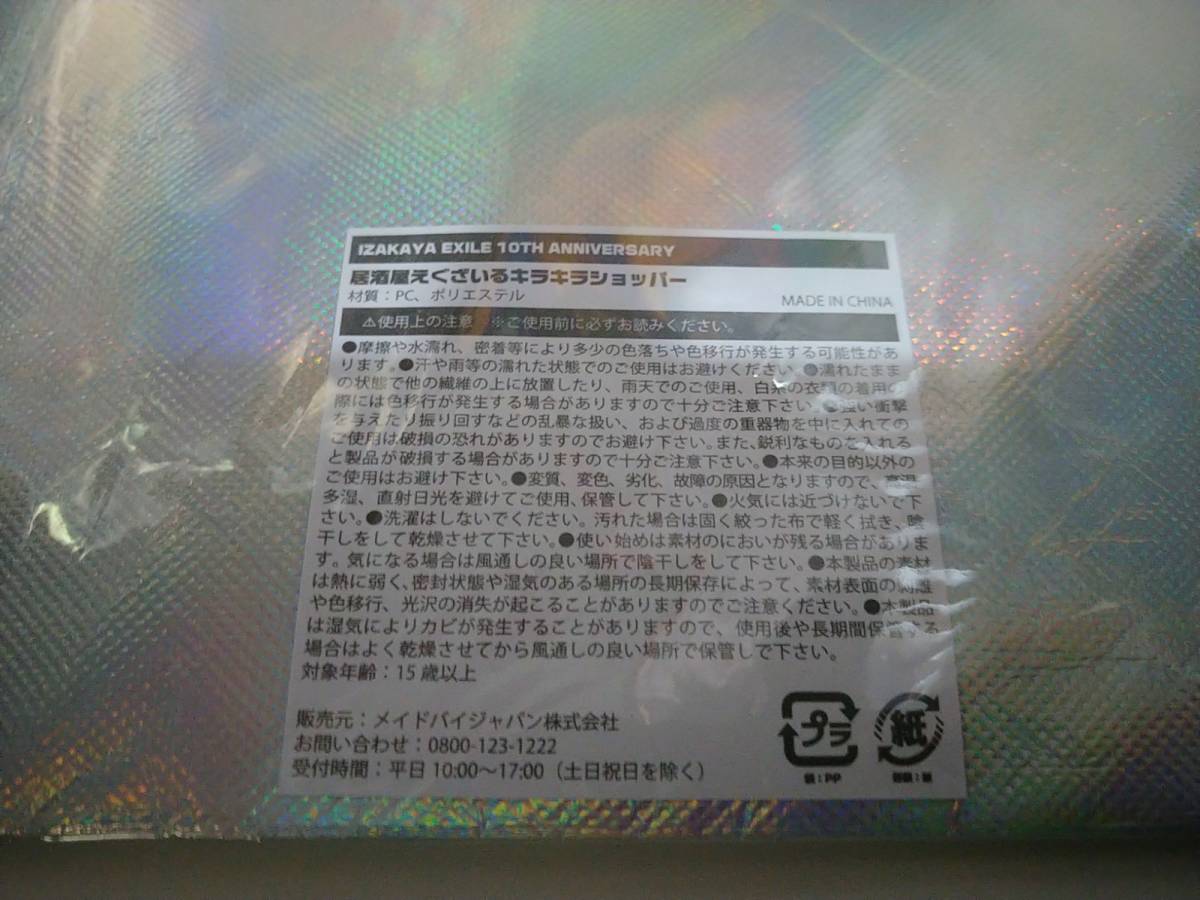 IZAKAYA EXILE 10TH ANNIVERSARY
居酒屋えぐざいるキラキラショッパー
材質：PC、ポリエステル
MADE IN CHINA
⚠使用上の注意　※ご使用前に必ずお読みください。
●摩擦や水濡れ、密着等により多少の色落ちや色移行が発生する可能性があ
ります。●汗や雨等の濡れた状態でのご使用はお避けください。●濡れたまま
の状態で他の繊維の上に放置したり、雨天でのご使用、白系の衣類の着用の
際には色移行が発生する場合がありますので十分ご注意下さい。●強い衝撃
を与えたり振り回すなどの乱暴な扱い、および過度の重器物を中に入れての
ご使用は破損の恐れがありますのでお避け下さい。また、鋭利なものを入れる
と製品が破損する場合がありますので十分ご注意下さい。●本来の目的以外の
ご使用はお避け下さい。●変質、変色、劣化、故障の原因となりますので、高温
多湿、直射日光を避けてご使用、保管して下さい。●火気には近づけないで下
さい。●洗濯はしないでください。汚れた場合は固く絞った布で軽く拭き、陰
干しをして乾燥させて下さい。●使い始めは素材のにおいが残る場合がありま
す。気になる場合は風通しの良い場所で陰干しをして下さい。●本製品の素材
は熱に弱く、密封状態や湿気のある場所の長期保存によって、素材表面の剥離
や色移行、光沢の消失が起こることがありますのでご注意ください。●本製品
は湿気によりカビが発生することがありますので、使用後や長期間保管する
場合はよく乾燥させてから風通しの良い場所で保管しで下さい。
対象年齢：15歳以上
販売元：メイドバイジャパン株式会社
お問い合わせ：0800-123-1222
受付時間：平日 10:00～17:00（土日祝日を除く）
プラ
袋：PP
紙